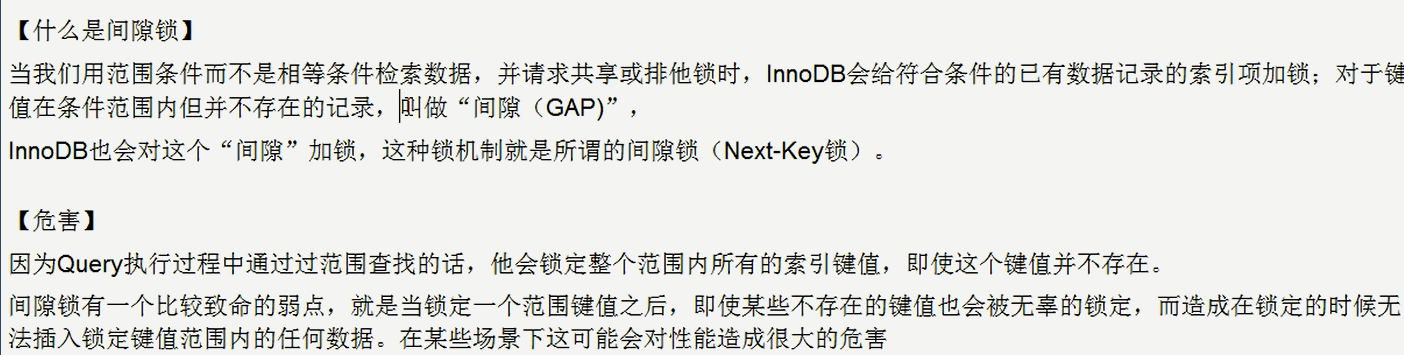 【什么是间隙锁】
当我们用范围条件而不是相等条件检索数据，并请求共享或排他锁时，InnoDB会给符合条件的已有数据记录的索引项加锁；对于键
值在条件范围内但并不存在的记录，叫做“间隙（GAP)”，
InnoDB也会对这个“间隙”加锁，这种锁机制就是所谓的间隙锁（Next-Key锁）。
【危害】
因为Query执行过程中通过过范围查找的话，他会锁定整个范围内所有的索引键值，即使这个键值并不存在。
间隙锁有一个比较致命的弱点，就是当锁定一个范围键值之后，即使某些不存在的键值也会被无辜的锁定，而造成在锁定的时候无
法插入锁定键值范围内的任何数据。在某些场景下这可能会对性能造成很大的危害